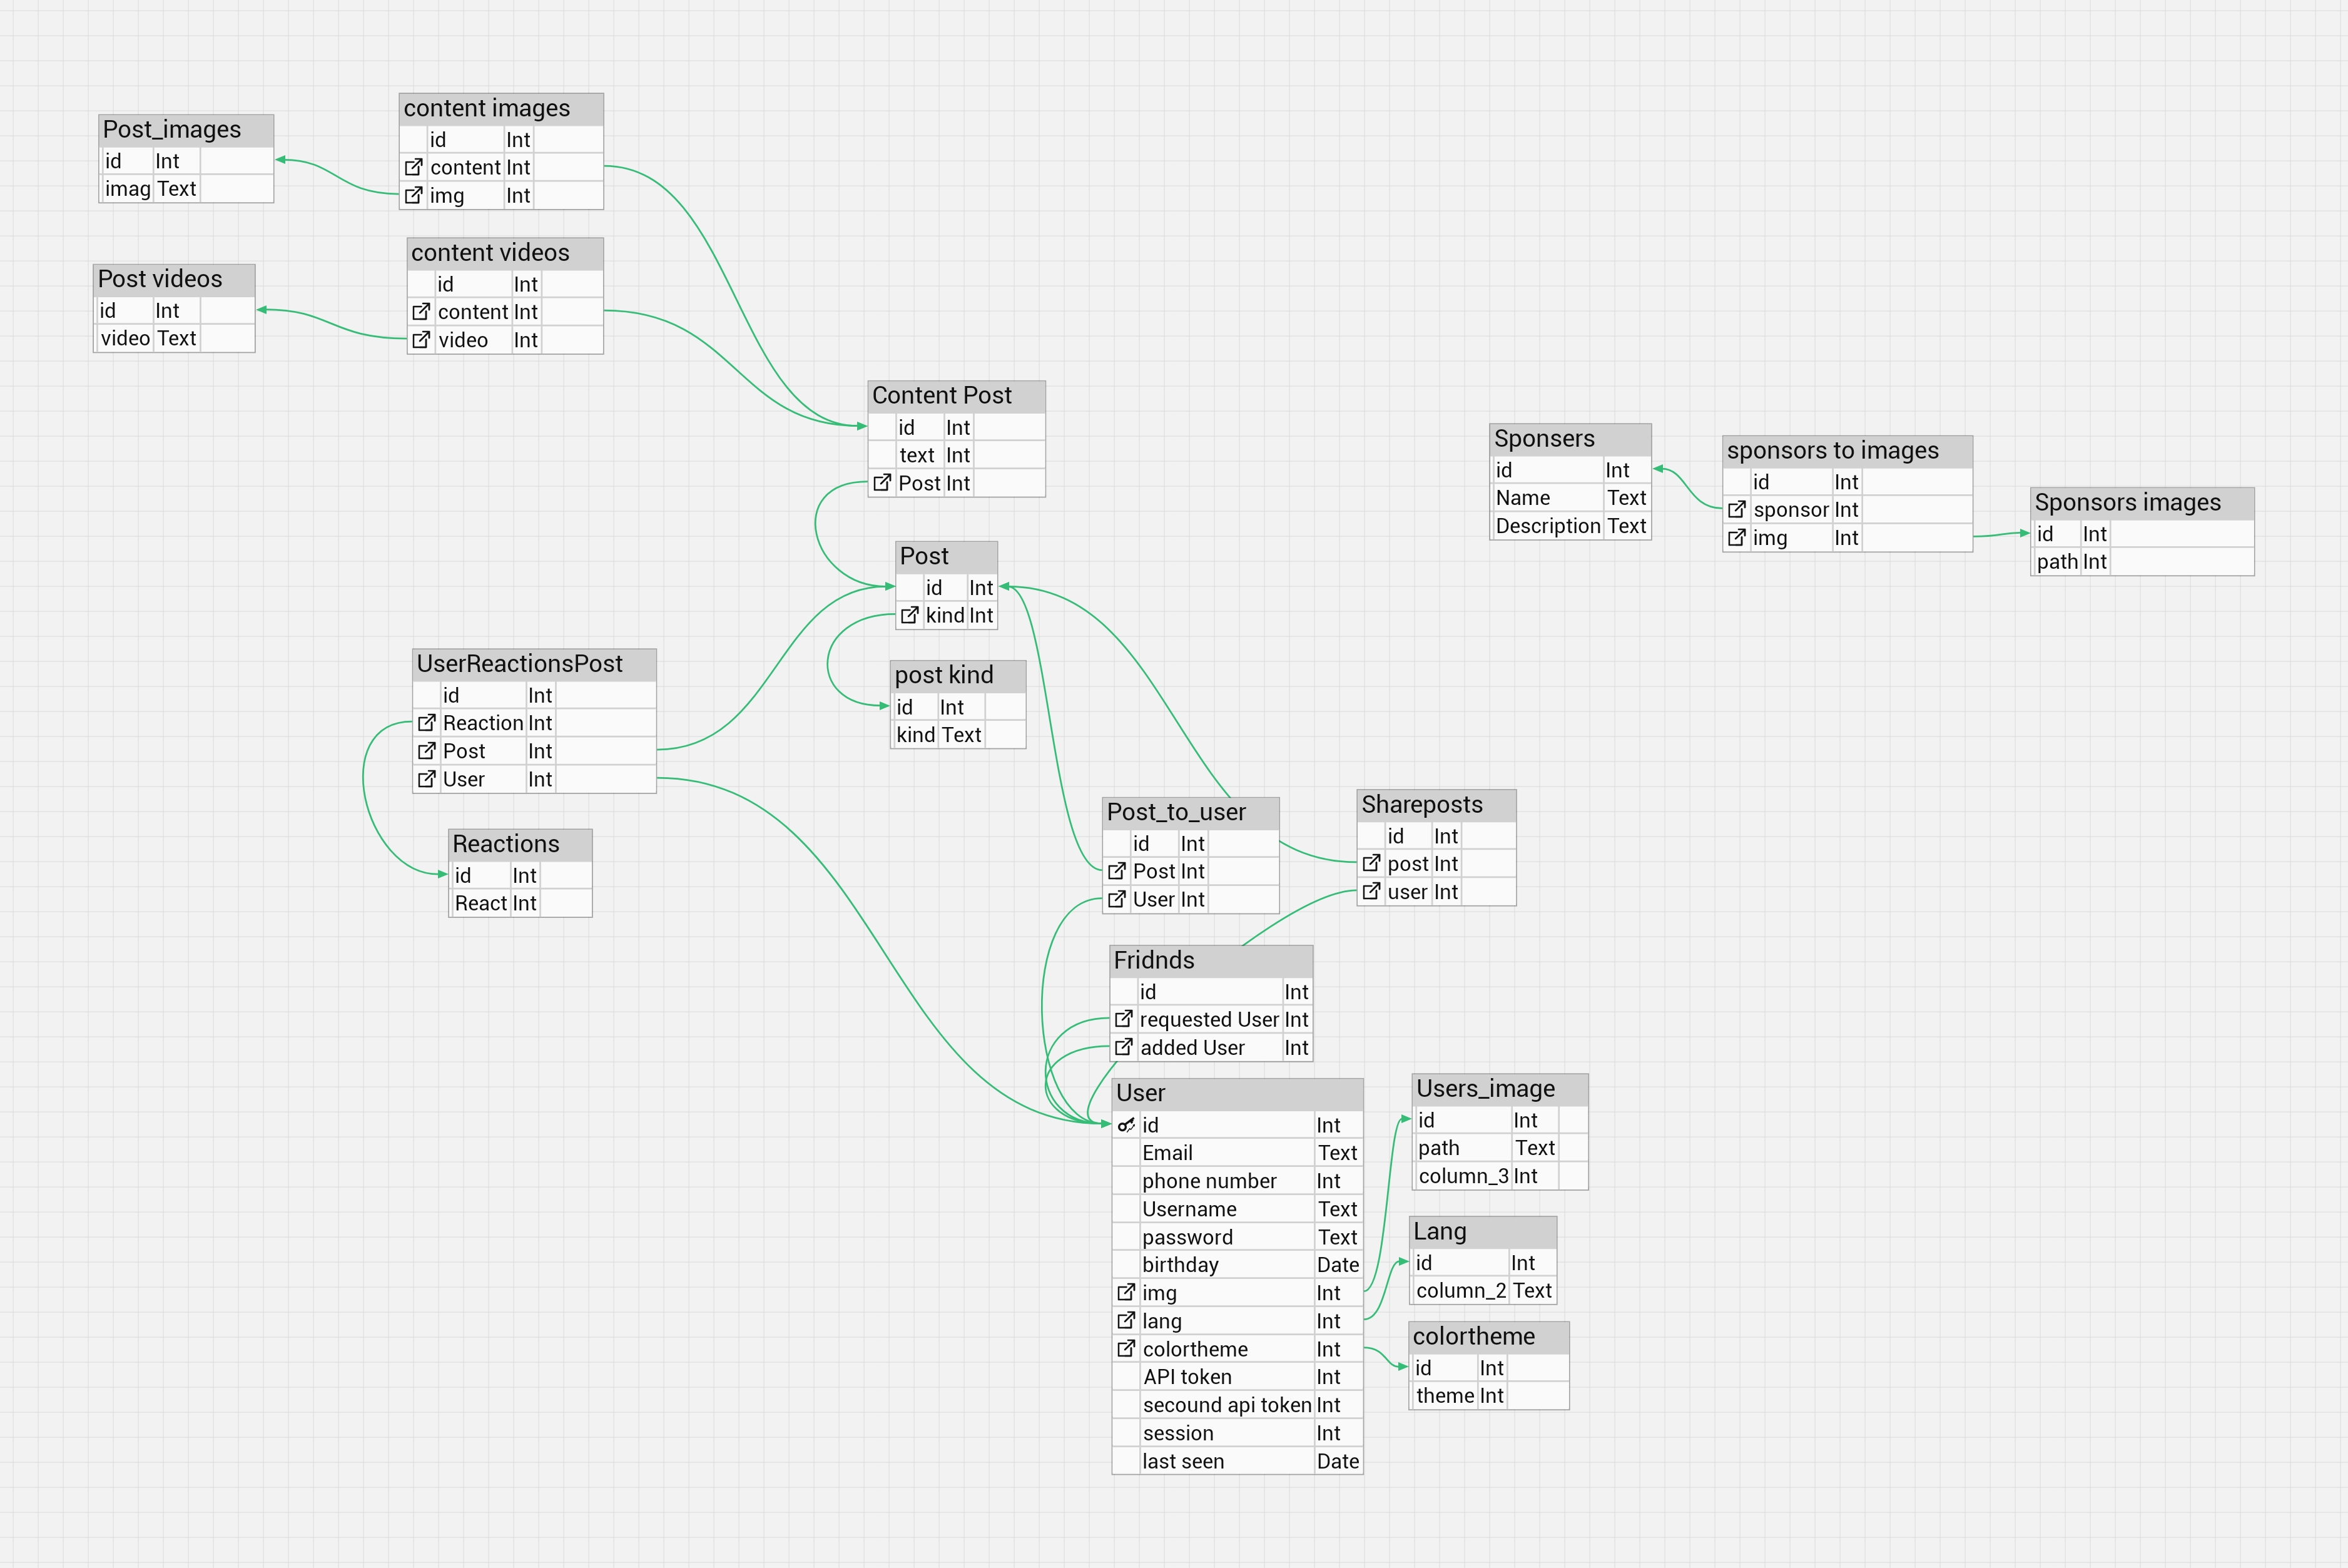 content images
id Int
content Int
img Int
Post_images
id Int
imag Text
content videos
id Int
content Int
video Int
Post videos
id Int
video Text
Content Post
id Int
text Int
Post Int
Sponsers
id Int
Name Text
Description Text
sponsors to images
id Int
sponsor Int
img Int
Sponsors images
id Int
path Int
Post
id Int
kind Int
post kind
id Int
kind Text
UserReactionsPost
id Int
Reaction Int
Post Int
User Int
Reactions
id Int
React Int
Post_to_user
id Int
Post Int
User Int
Shareposts
id Int
post Int
user Int
Fridnds
id Int
requested User Int
added User Int
User
id Int
Email Text
phone number Int
Username Text
password Text
birthday Date
img Int
lang Int
colortheme Int
API token Int
secound api token Int
session Int
last seen Date
Users_image
id Int
path Text
column_3 Int
Lang
id Int
column_2 Text
colortheme
id Int
theme Int